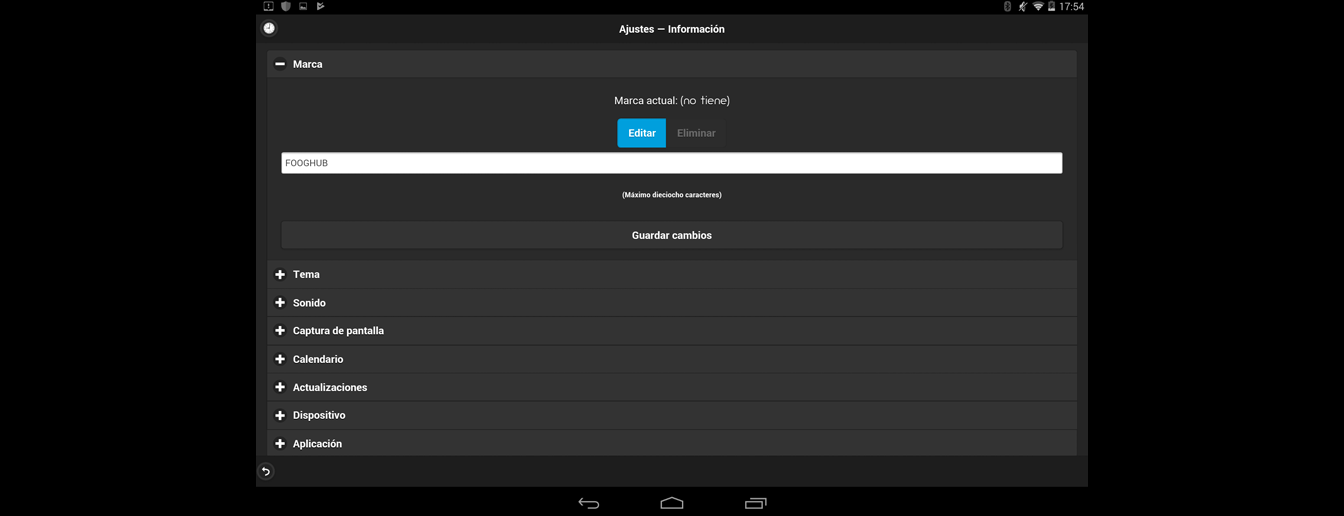 17:54
Ajustes — Información
Marca
Marca actual: (no tiene)
Editar Eliminar
FOOGHUB
(Máximo dieciocho caracteres)
Guardar cambios
Tema
Sonido
Captura de pantalla
Calendario
Actualizaciones
Dispositivo
Aplicación